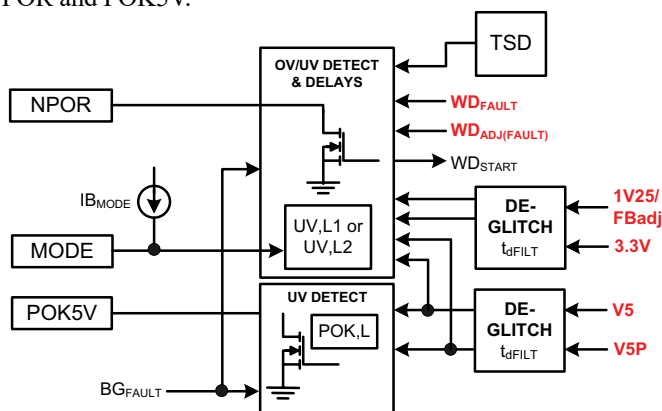 POR and POK5V.
TSD
OV/UV DETECT
& DELAYS
NPOR
WDFAULT
WDADJ(FAULT)
WDSTART
IBMODE
UV,L1 or
UV,L2
DE-
GLITCH
tdFILT
1V25/
FBadj
3.3V
MODE
UV DETECT
POK5V
POK,L
DE-
GLITCH
tdFILT
V5
V5P
BGFAULT